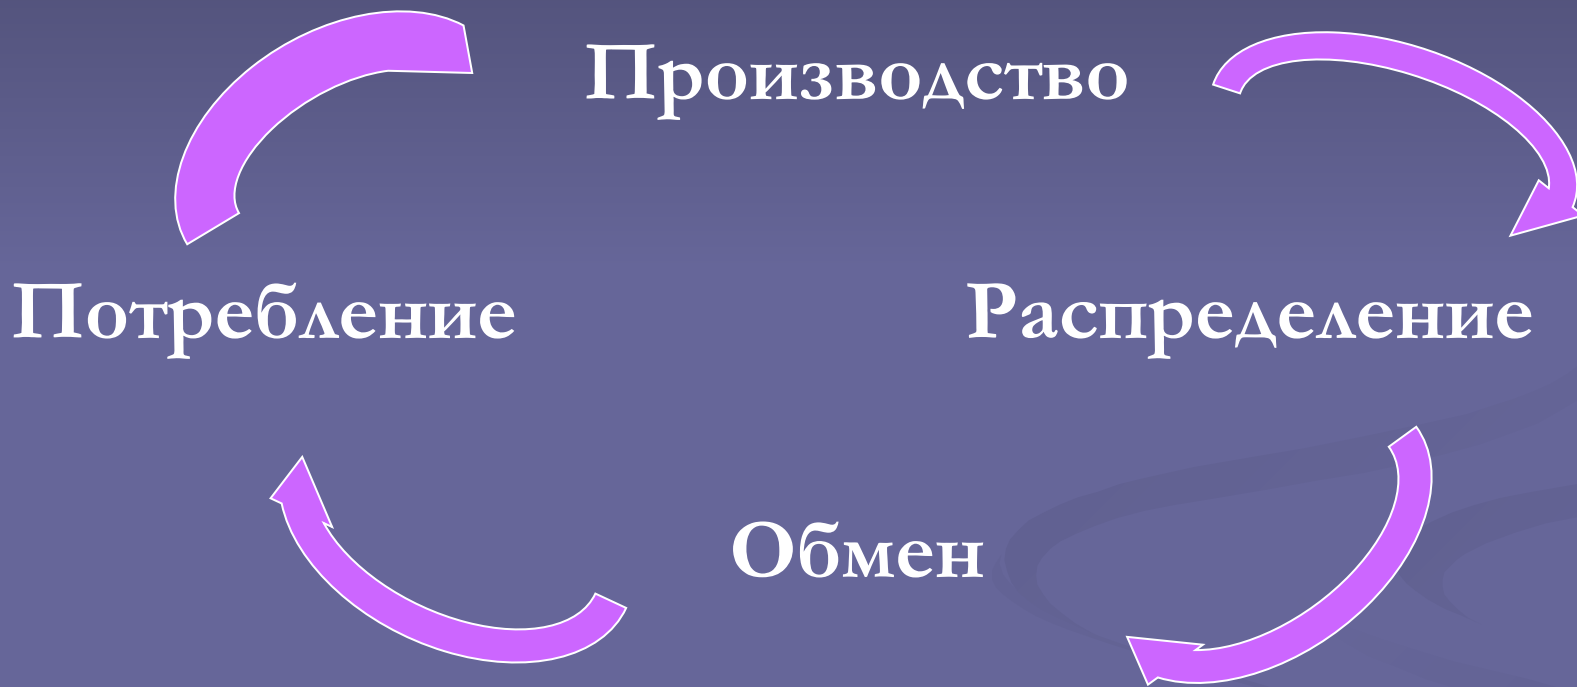 Производство
Потребление
Распределение
Обмен